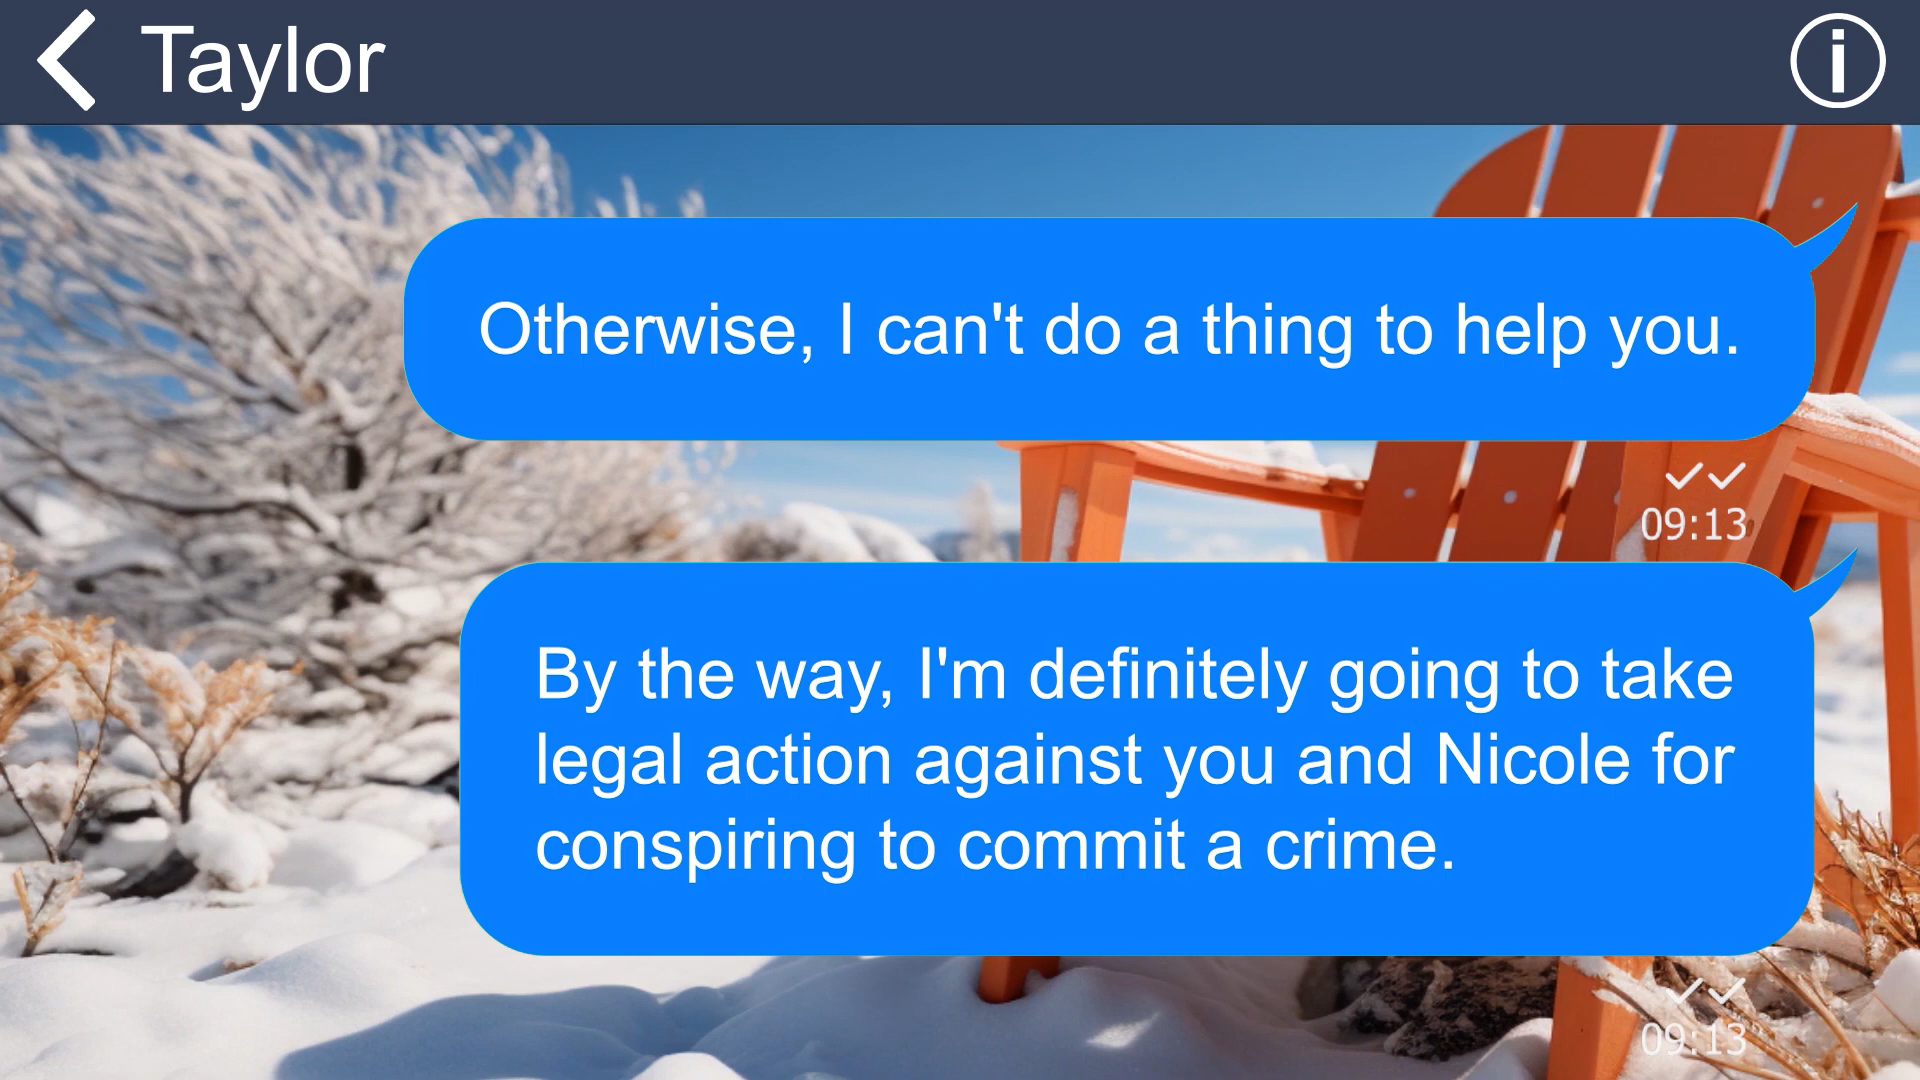 Taylor
Otherwise, I can't do a thing to help you.
09:13
By the way, I'm definitely going to take
legal action against you and Nicole for
conspiring to commit a crime.
09:13